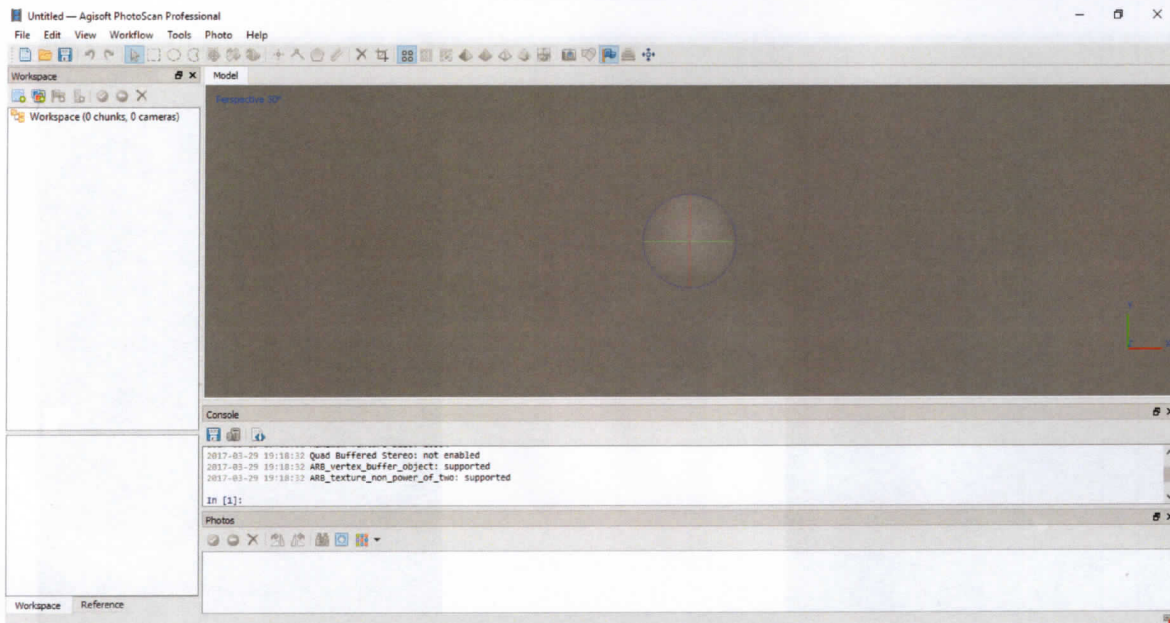 Untitled — Agisoft PhotoScan Professional
File Edit View Workflow Tools Photo Help
Workspace
Model
Workspace (0 chunks, 0 cameras)
Perspective 30°
Console
2017-03-29 19:18:32 Quad Buffered Stereo: not enabled
2017-03-29 19:18:32 ARB_vertex_buffer_object: supported
2017-03-29 19:18:32 ARB_texture_non_power_of_two: supported
In [1]:
Photos
Workspace Reference